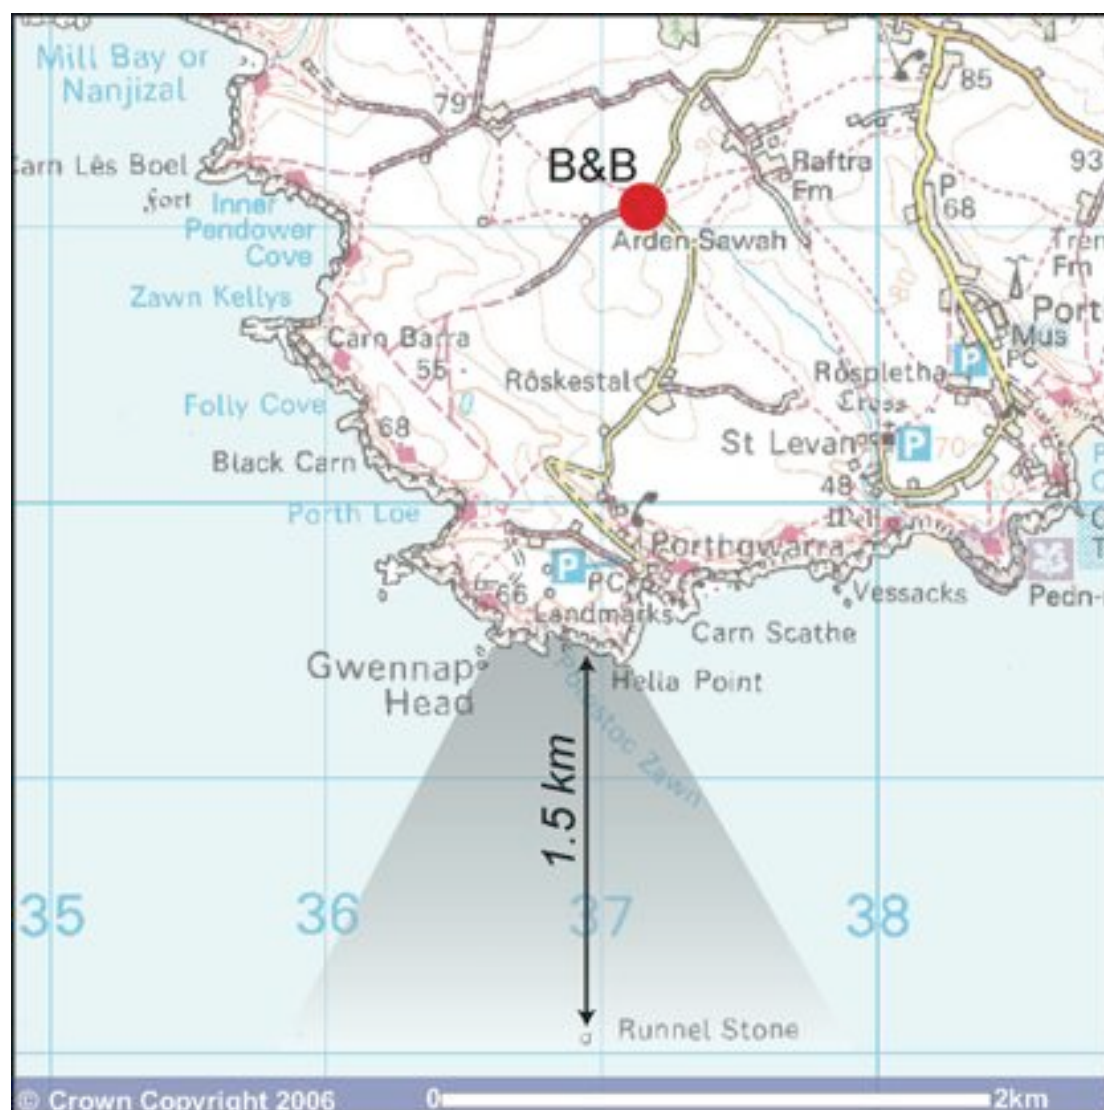 Mill Bay or
Nanjizal
79
85
B&B
Carn Lês Boel
fort
Raftra
Fm
93
P
68
Inner
Pendower
Cove
Arden-Sawah
Fm
Zawn Kellys
80
Port
Mus
PC
P
Carn Barra
55
Rôskestal
Rôspletha
Cross
Folly Cove
68
St Levan
P
70
Black Carn
48
Porth Loe
Well
Porthgwarra
P
PC
66
Landmarks
Vessacks
Pedn-
Carn Scathe
Gwennap
Head
Hella Point
Zawn
1.5 km
35
36
37
38
Runnel Stone
© Crown Copyright 2006
0
2km